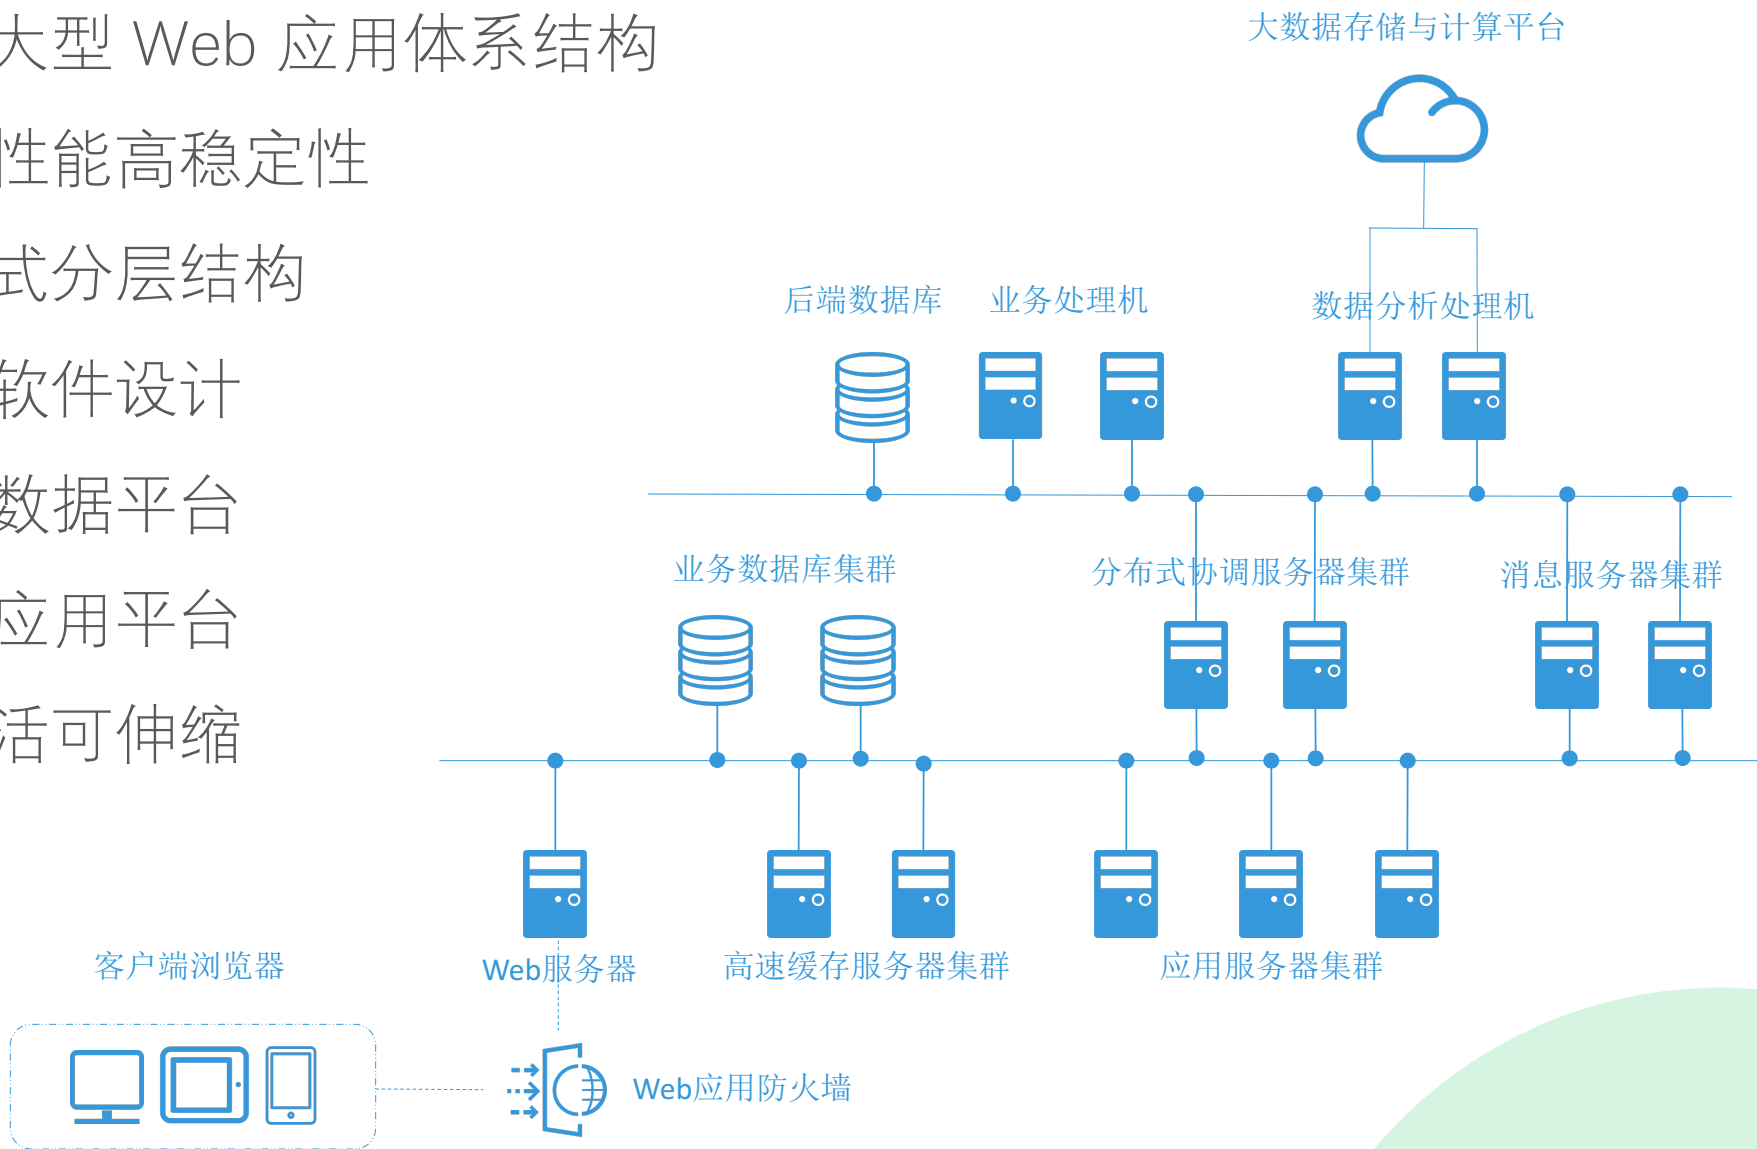 大型 Web 应用体系结构
性能高稳定性
式分层结构
软件设计
数据平台
应用平台
活可伸缩
大数据存储与计算平台
后端数据库
业务处理机
数据分析处理机
业务数据库集群
分布式协调服务器集群
消息服务器集群
客户端浏览器
Web服务器
高速缓存服务器集群
应用服务器集群
Web应用防火墙